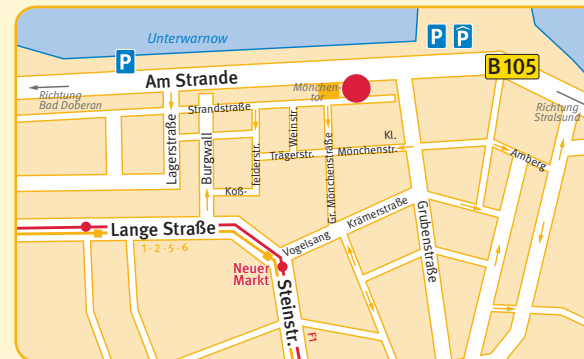 Unterwarnow
P
P
P
B 105
Am Strande
Richtung
Bad Doberan
Mönchen-
tor
Richtung
Stralsund
Strandstraße
Lagerstraße
Burgwall
felderstr.
Weinstr.
Gr. Mönchenstraße
Kl.
Mönchenstr.
Trägerstr.
Amberg
Koß-
Lange Straße
1·2·5·6
Vogelsang
Krämerstraße
Grubenstraße
Neuer
Markt
Steinstr.
F1